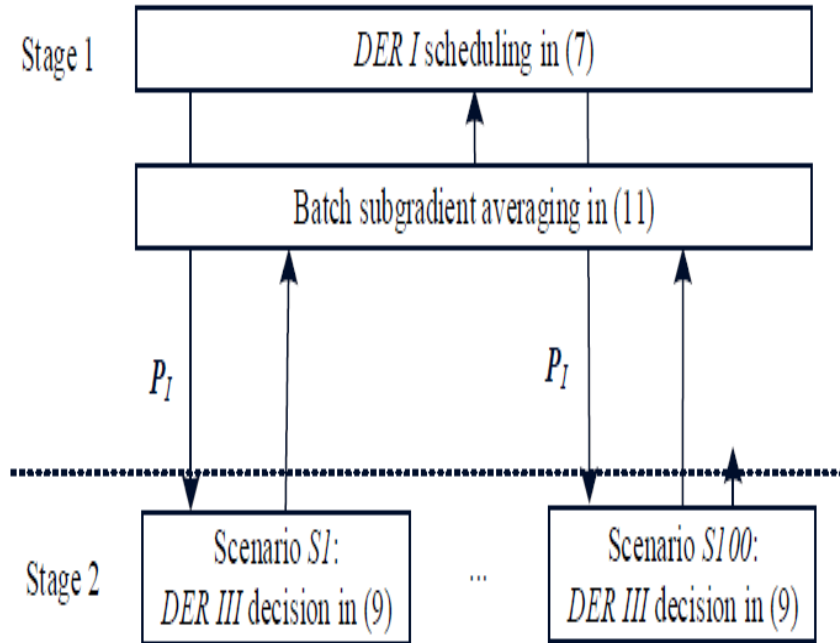 Stage 1
DER I scheduling in (7)
Batch subgradient averaging in (11)
P_I
P_I
Stage 2
Scenario S1:
DER III decision in (9)
...
Scenario S100:
DER III decision in (9)